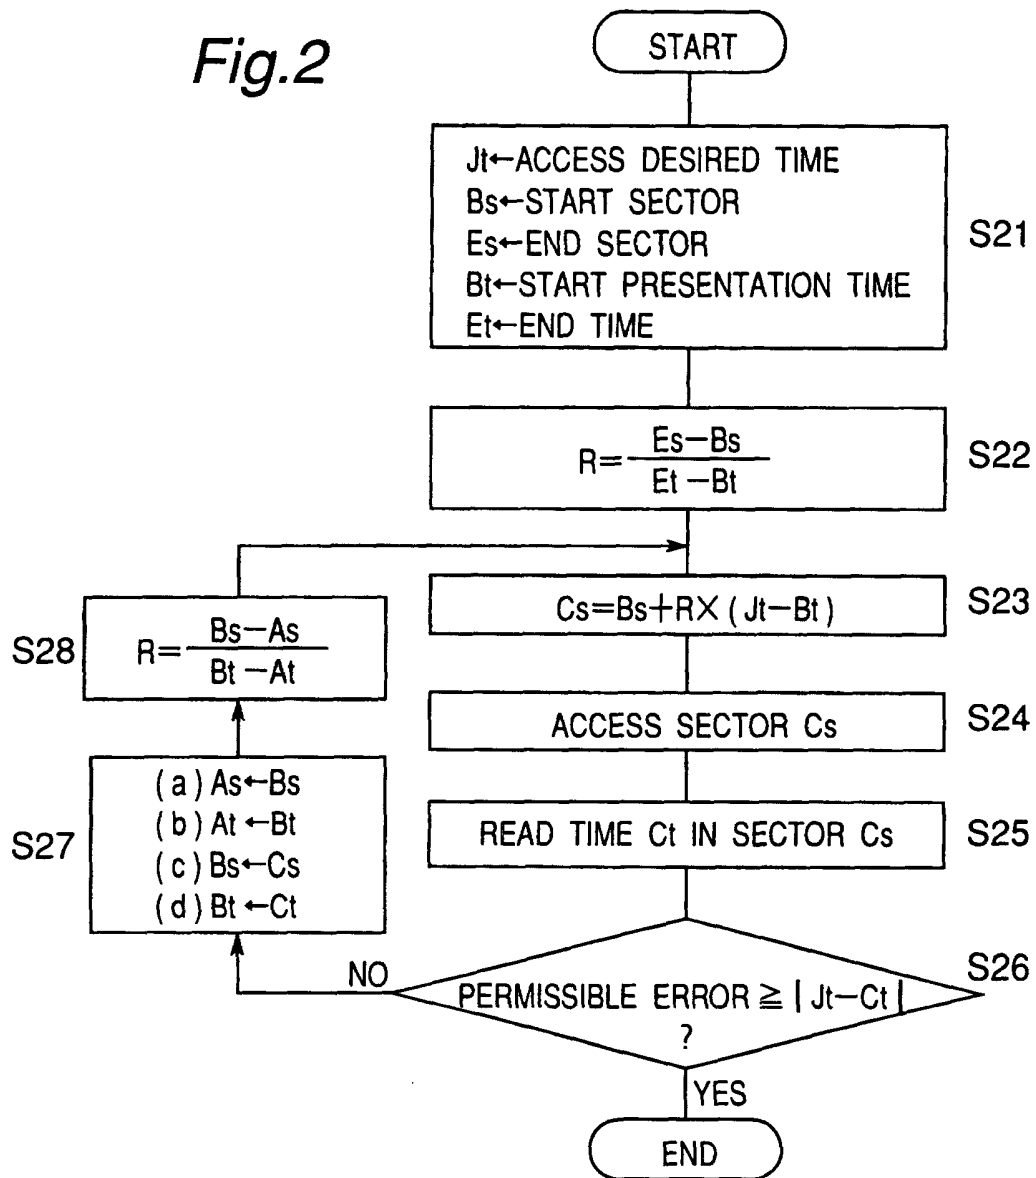 Fig.2
START
Jt←ACCESS DESIRED TIME
Bs←START SECTOR
Es←END SECTOR
Bt←START PRESENTATION TIME
Et←END TIME
S21
R= Es-Bs
Et-Bt
S22
Cs=Bs+R×(Jt-Bt)
S23
ACCESS SECTOR Cs
S24
READ TIME Ct IN SECTOR Cs
S25
PERMISSIBLE ERROR ≧ |Jt-Ct|
?
S26
NO
YES
(a) As←Bs
(b) At←Bt
(c) Bs←Cs
(d) Bt←Ct
S27
R= Bs-As
Bt-At
S28
END